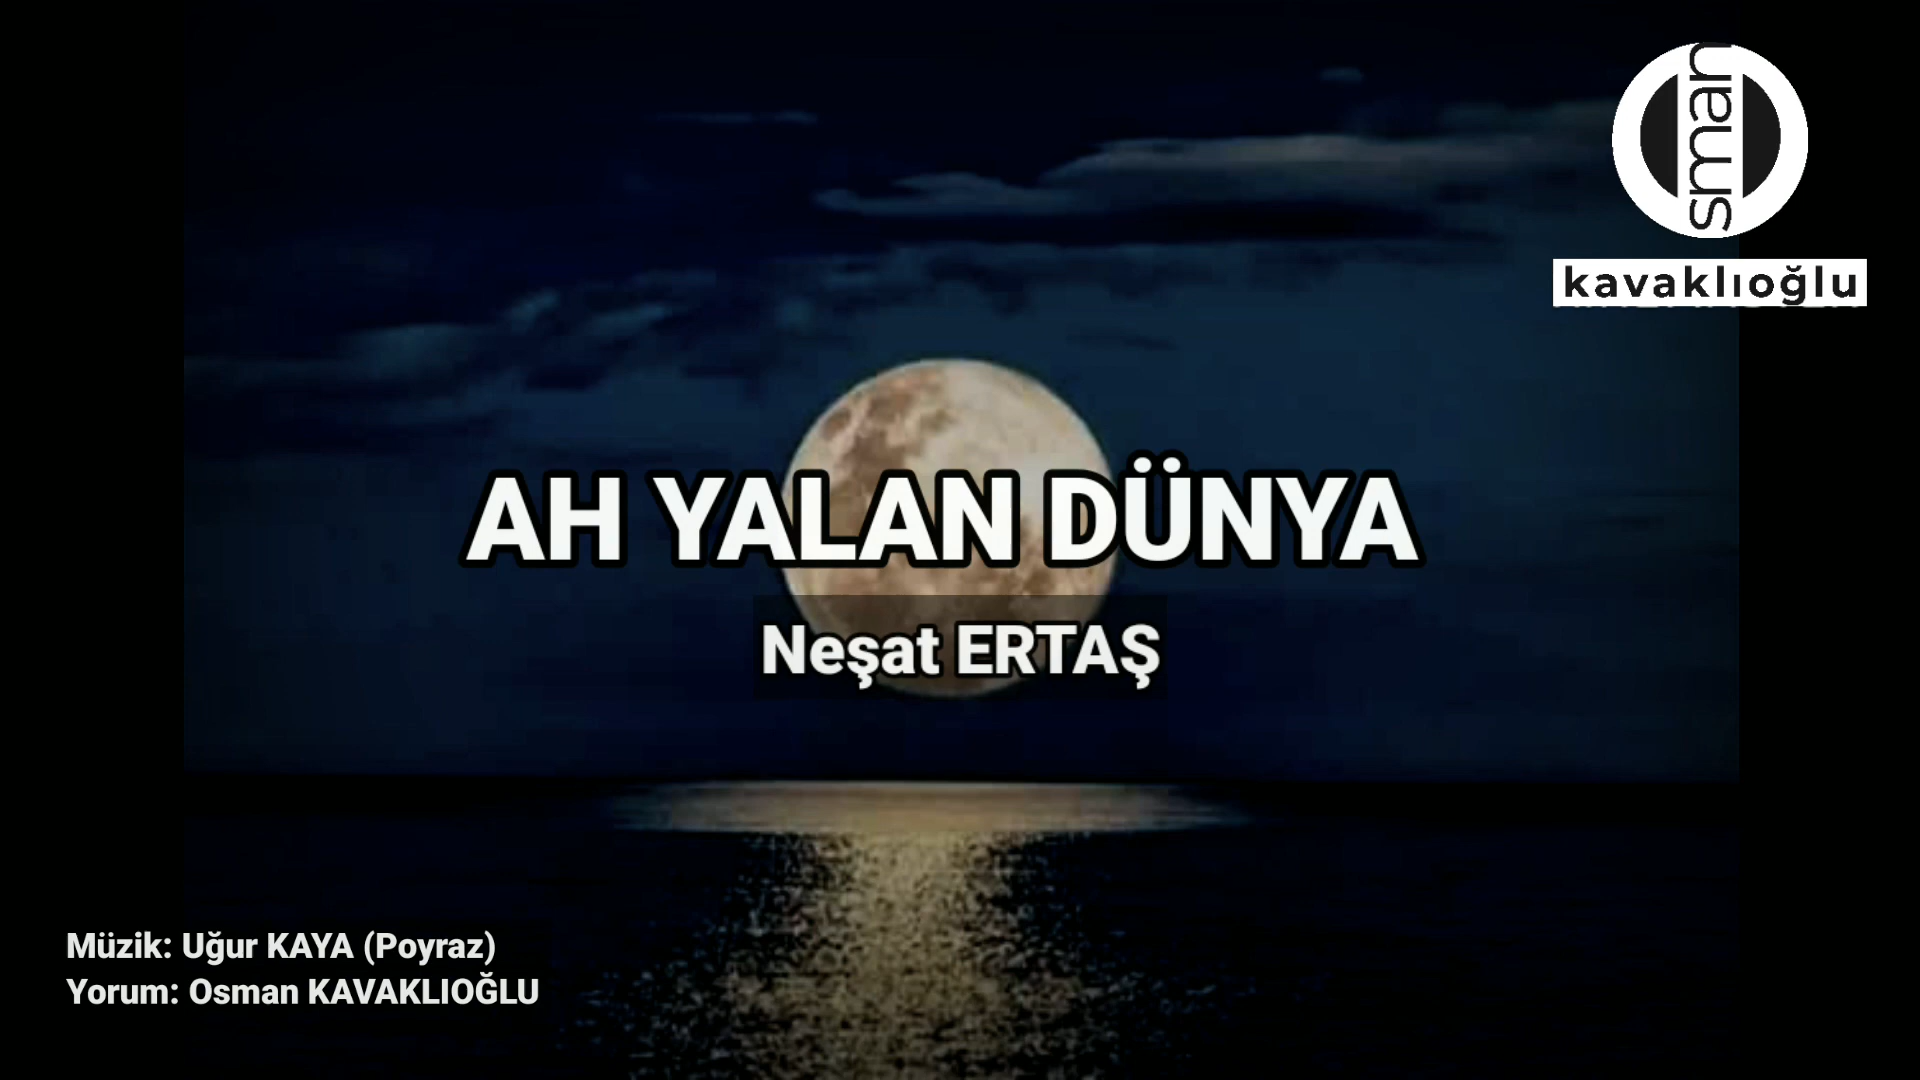 sman
kavaklıoğlu
AH YALAN DÜNYA
Neşat ERTAŞ
Müzik: Uğur KAYA (Poyraz)
Yorum: Osman KAVAKLIOĞLU